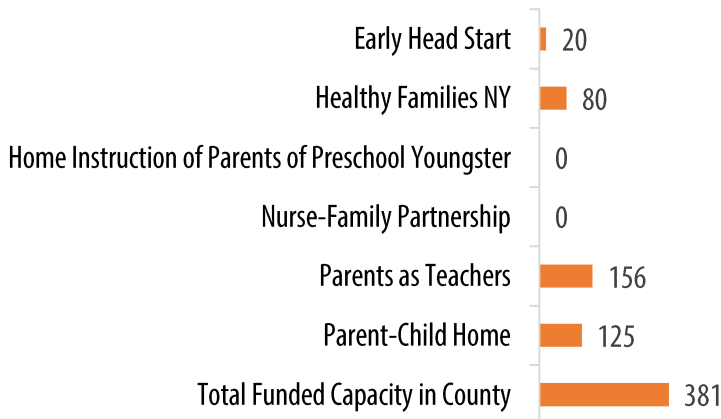 Early Head Start 20
Healthy Families NY 80
Home Instruction of Parents of Preschool Youngster 0
Nurse-Family Partnership 0
Parents as Teachers 156
Parent-Child Home 125
Total Funded Capacity in County 381